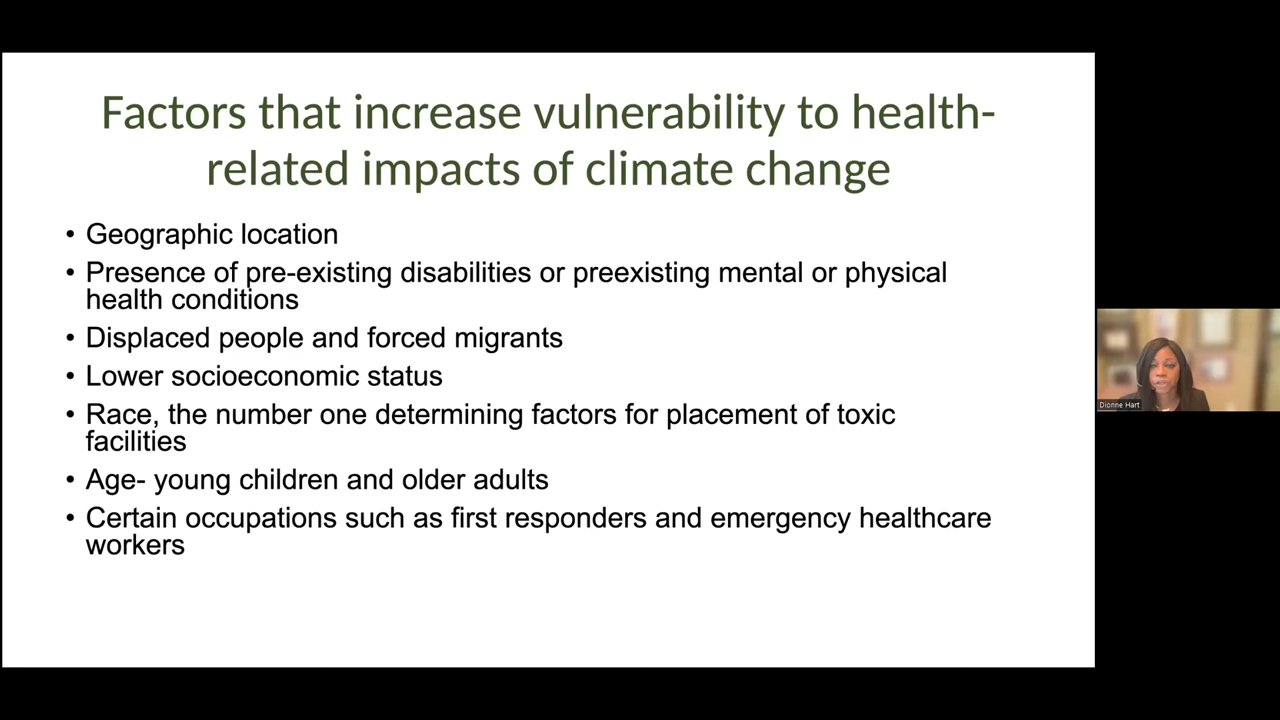 Factors that increase vulnerability to health-
related impacts of climate change
• Geographic location
• Presence of pre-existing disabilities or preexisting mental or physical
health conditions
• Displaced people and forced migrants
• Lower socioeconomic status
• Race, the number one determining factors for placement of toxic
facilities
• Age- young children and older adults
• Certain occupations such as first responders and emergency healthcare
workers
Dionne Hart